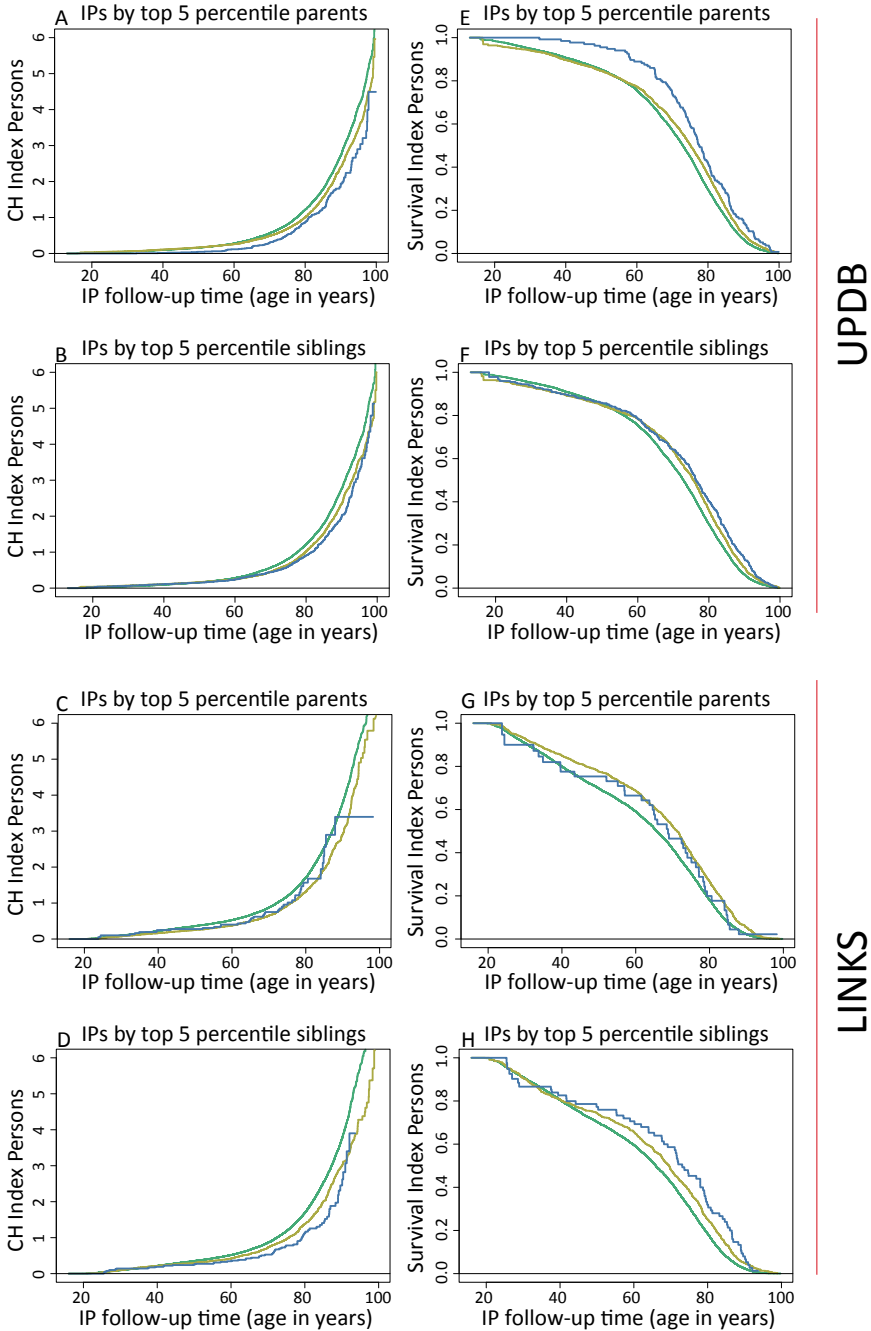 A IPs by top 5 percentile parents
CH Index Persons
0 1 2 3 4 5 6
20 40 60 80 100
IP follow-up time (age in years)
E IPs by top 5 percentile parents
Survival Index Persons
0.0 0.2 0.4 0.6 0.8 1.0
20 40 60 80 100
IP follow-up time (age in years)
B IPs by top 5 percentile siblings
CH Index Persons
0 1 2 3 4 5 6
20 40 60 80 100
IP follow-up time (age in years)
F IPs by top 5 percentile siblings
Survival Index Persons
0.0 0.2 0.4 0.6 0.8 1.0
20 40 60 80 100
IP follow-up time (age in years)
UPDB
C IPs by top 5 percentile parents
CH Index Persons
0 1 2 3 4 5 6
20 40 60 80 100
IP follow-up time (age in years)
G IPs by top 5 percentile parents
Survival Index Persons
0.0 0.2 0.4 0.6 0.8 1.0
20 40 60 80 100
IP follow-up time (age in years)
D IPs by top 5 percentile siblings
CH Index Persons
0 1 2 3 4 5 6
20 40 60 80 100
IP follow-up time (age in years)
H IPs by top 5 percentile siblings
Survival Index Persons
0.0 0.2 0.4 0.6 0.8 1.0
20 40 60 80 100
IP follow-up time (age in years)
LINKS